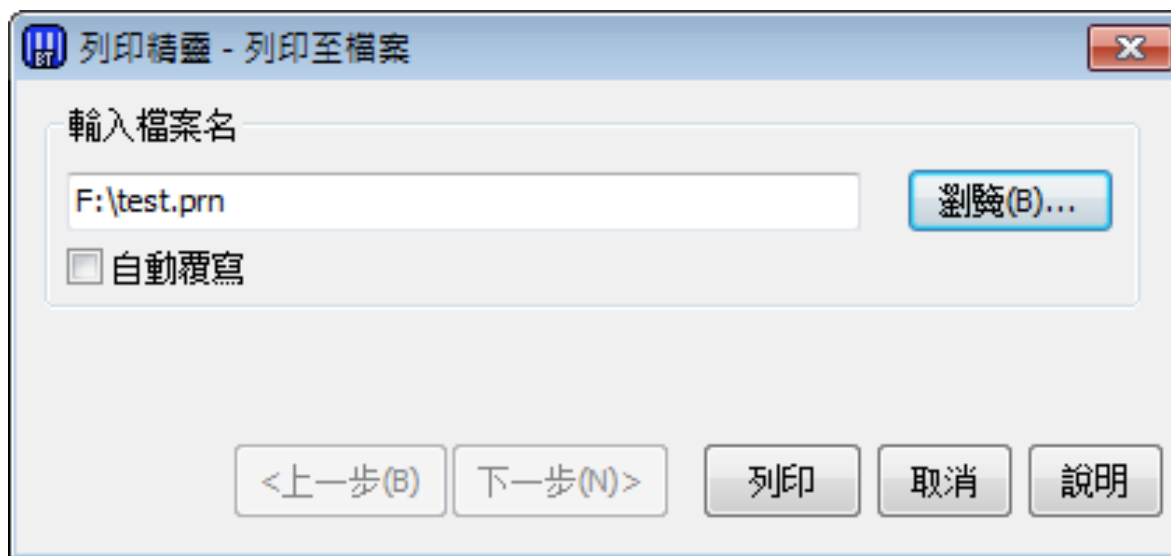 列印精靈 - 列印至檔案
輸入檔案名
F:\test.prn 瀏覽(B)...
自動覆寫
<上一步(B) 下一步(N)> 列印 取消 說明